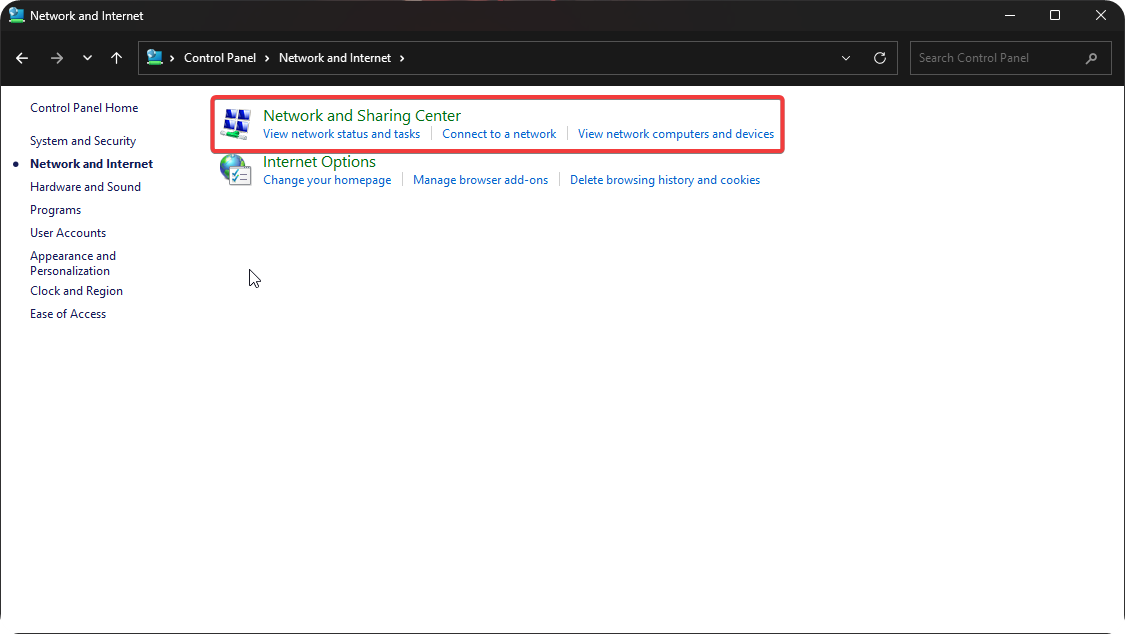 Network and Internet
Control Panel > Network and Internet >
Search Control Panel
Control Panel Home
System and Security
Network and Internet
Hardware and Sound
Programs
User Accounts
Appearance and
Personalization
Clock and Region
Ease of Access
Network and Sharing Center
View network status and tasks | Connect to a network | View network computers and devices
Internet Options
Change your homepage | Manage browser add-ons | Delete browsing history and cookies